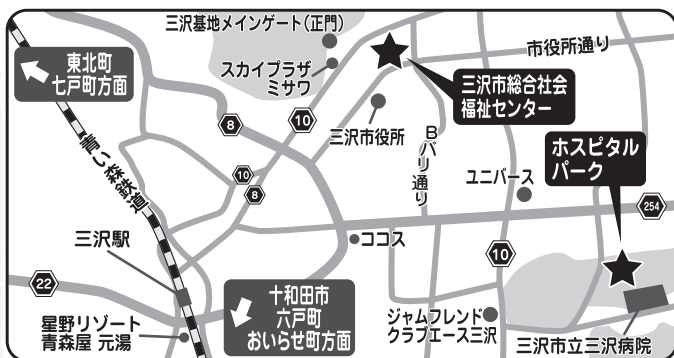 三沢基地メインゲート(正門)
東北町
七戸町方面
スカイプラザ
ミサワ
市役所通り
三沢市総合社会
福祉センター
8
10
三沢市役所
Bバリ通り
ホスピタル
パーク
青い森鉄道
10
8
ユニバース
254
三沢駅
ココス
10
22
十和田市
六戸町
おいらせ町方面
ジャムフレンド
クラブエース三沢
星野リゾート
青森屋 元湯
三沢市立三沢病院